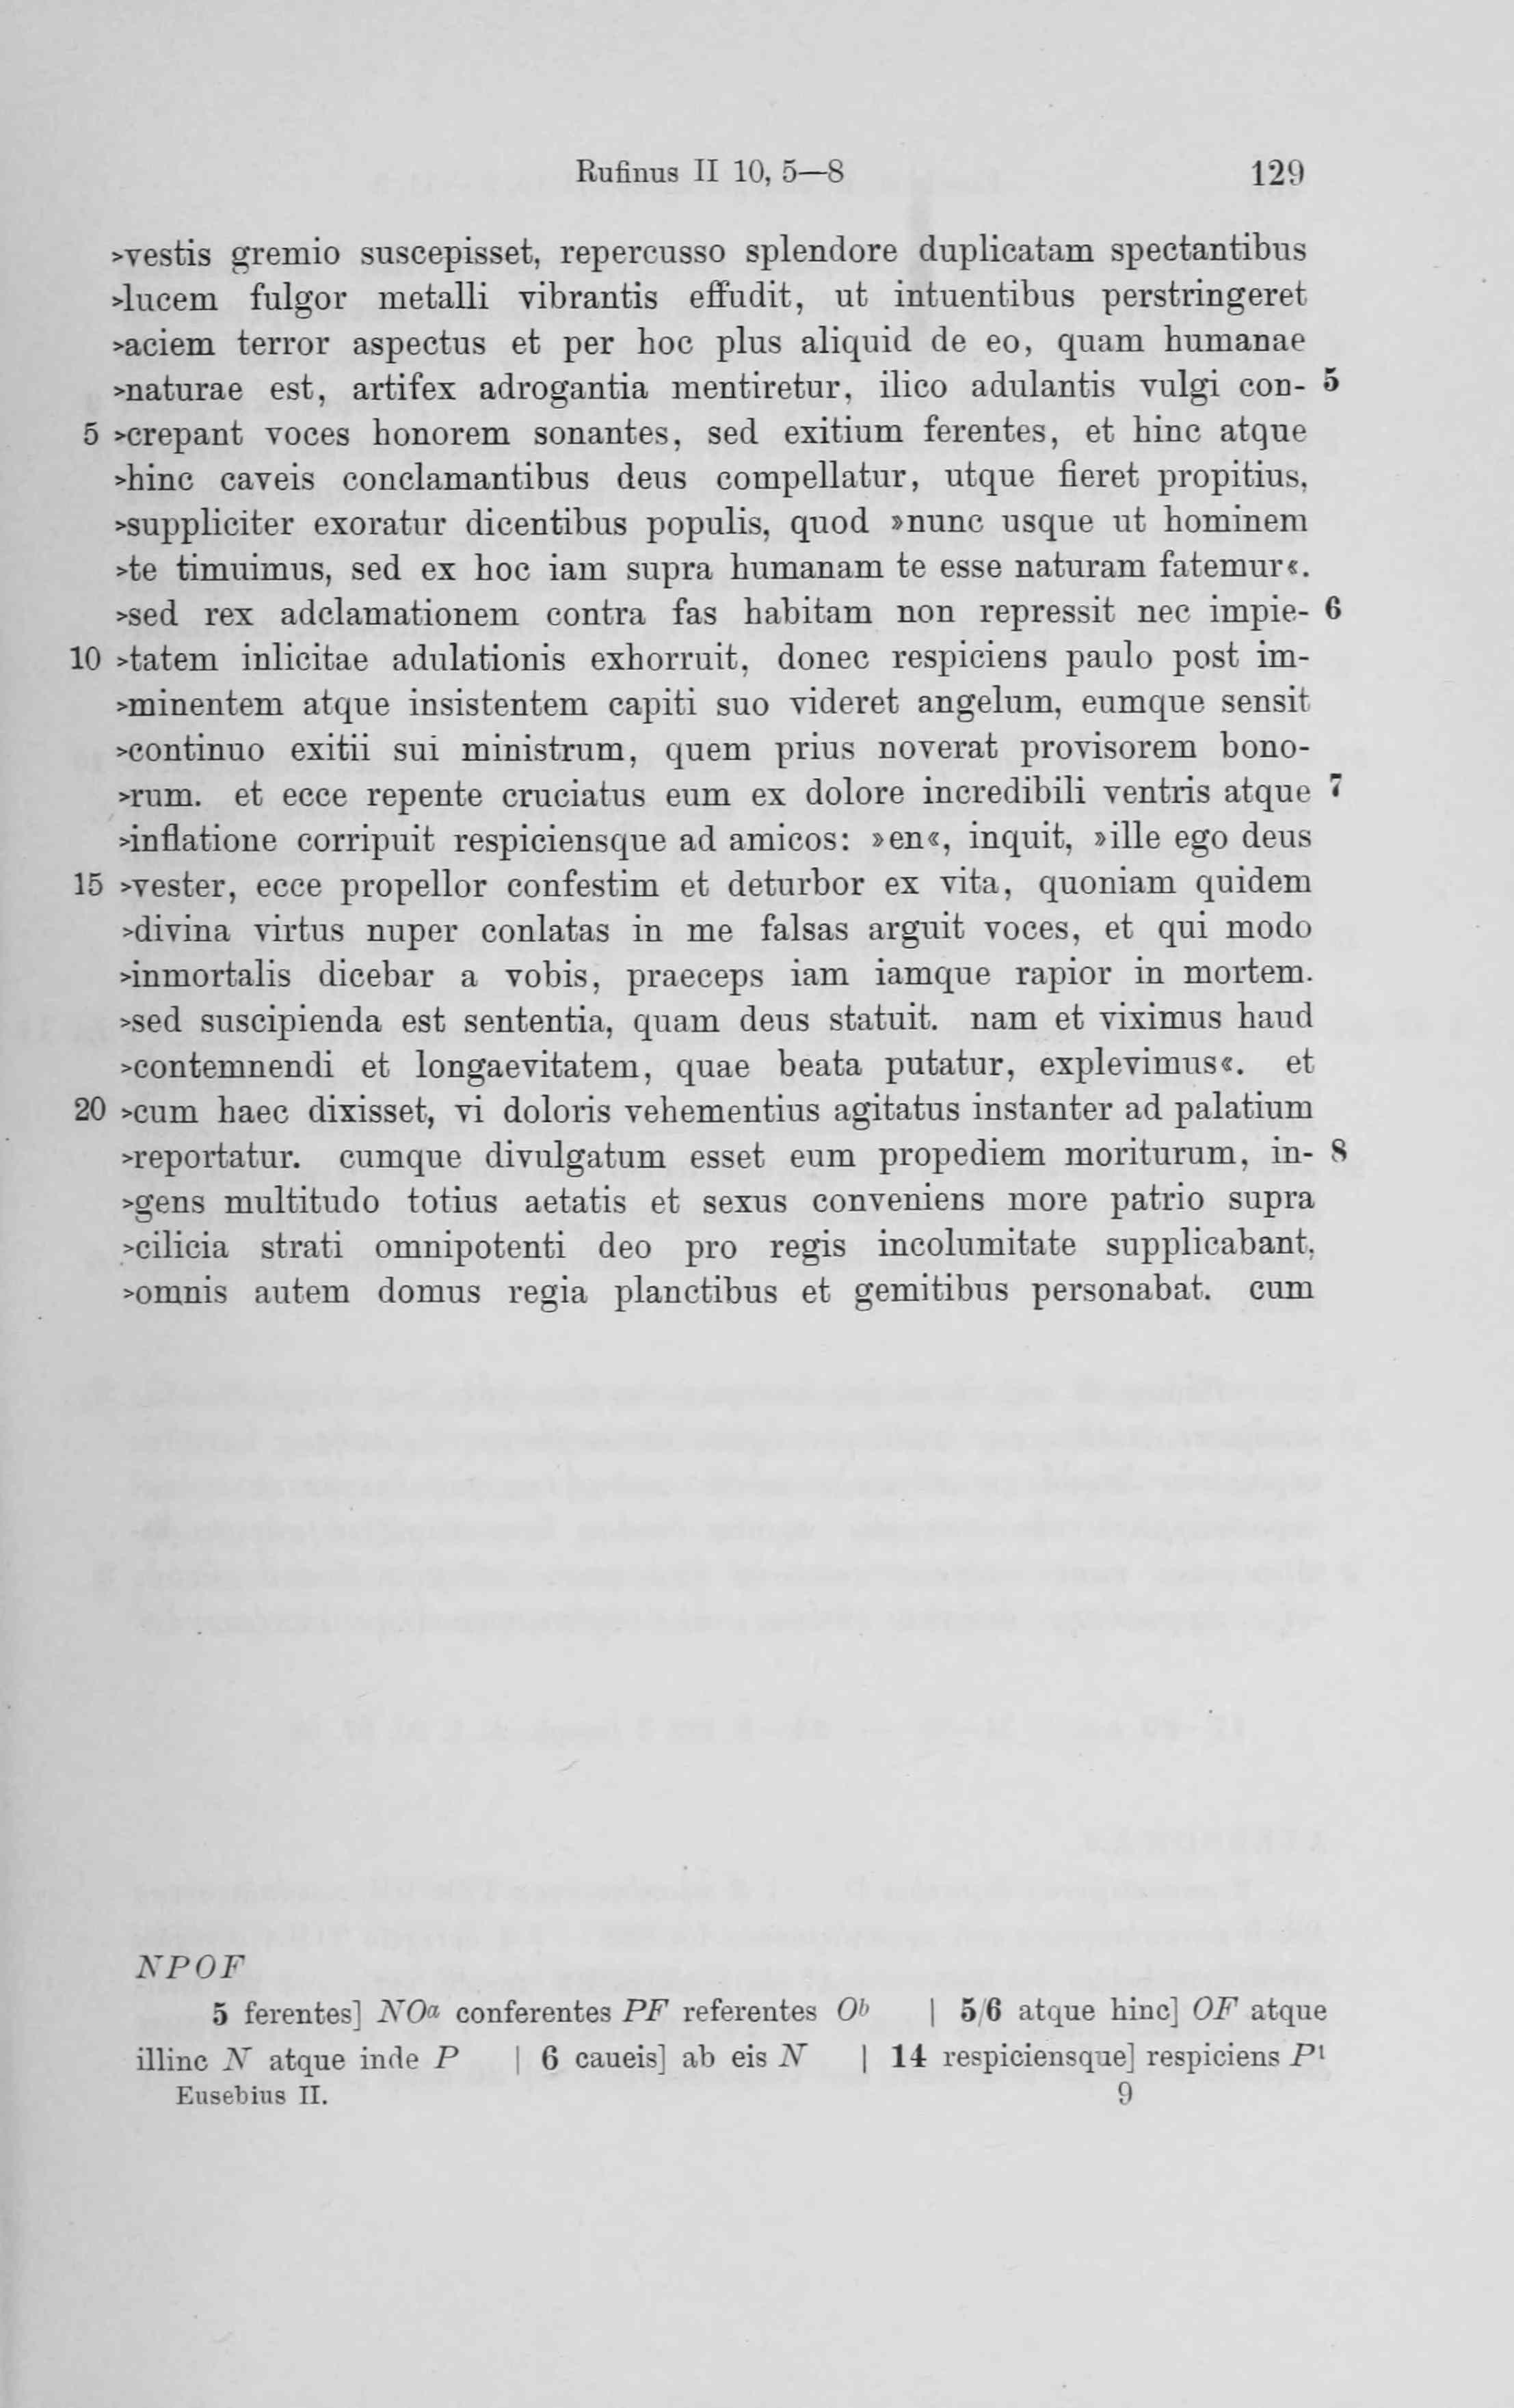 Rufinus II 10, 5—8 129
>vestis gremio suscepisset, repercusso splendore duplicatam spectantibus
>lucem fulgor metalli vibrantis effudit, ut intuentibus perstringeret
>aciem terror aspectus et per hoc plus aliquid de eo, quam humanae
>naturae est, artifex adrogantia mentiretur, ilico adulantis vulgi con- 5
5 >crepant voces honorem sonantes, sed exitium ferentes, et hinc atque
>hinc caveis conclamantibus deus compellatur, utque fieret propitius,
>suppliciter exoratur dicentibus populis, quod »nunc usque ut hominem
>te timuimus, sed ex hoc iam supra humanam te esse naturam fatemur«.
>sed rex adclamationem contra fas habitam non repressit nec impie- 6
10 >tatem inlicitae adulationis exhorruit, donec respiciens paulo post im-
>minentem atque insistentem capiti suo videret angelum, eumque sensit
>continuo exitii sui ministrum, quem prius noverat provisorem bono-
>rum. et ecce repente cruciatus eum ex dolore incredibili ventris atque 7
>inflatione corripuit respiciensque ad amicos: »en«, inquit, »ille ego deus
15 >vester, ecce propellor confestim et deturbor ex vita, quoniam quidem
>divina virtus nuper conlatas in me falsas arguit voces, et qui modo
>inmortalis dicebar a vobis, praeceps iam iamque rapior in mortem.
>sed suscipienda est sententia, quam deus statuit. nam et viximus haud
>contemnendi et longaevitatem, quae beata putatur, explevimus«. et
20 >cum haec dixisset, vi doloris vehementius agitatus instanter ad palatium
>reportatur. cumque divulgatum esset eum propediem moriturum, in- 8
>gens multitudo totius aetatis et sexus conveniens more patrio supra
>cilicia strati omnipotenti deo pro regis incolumitate supplicabant,
>omnis autem domus regia planctibus et gemitibus personabat. cum
NPOF
5 ferentes] NOa conferentes PF referentes Ob | 5/6 atque hinc] OF atque
illinc N atque inde P | 6 caueis] ab eis N | 14 respiciensque] respiciens P¹
Eusebius II. 9